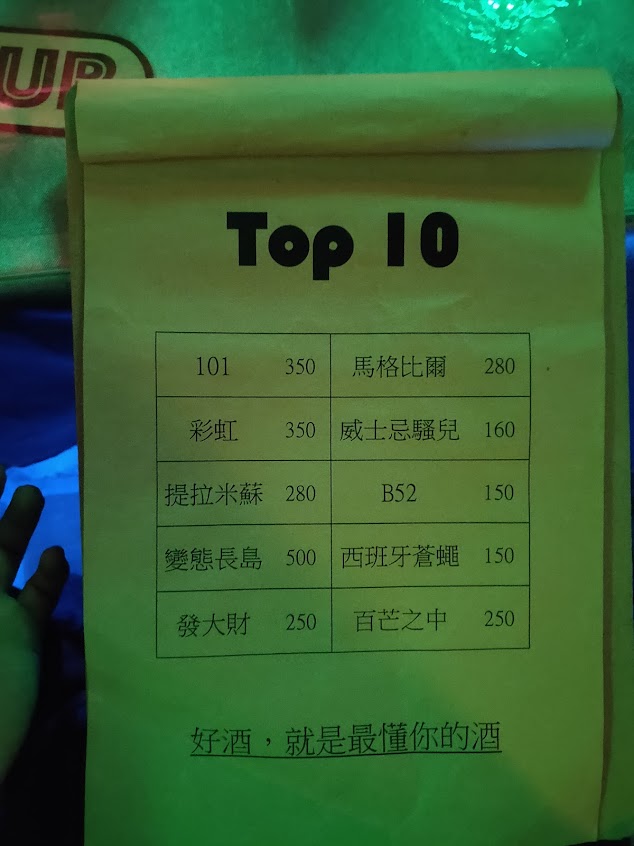 UP
Top 10
101 350 馬格比爾 280
彩虹 350 威士忌騷兒 160
提拉米蘇 280 B52 150
變態長島 500 西班牙蒼蠅 150
發大財 250 百芒之中 250
好酒，就是最懂你的酒